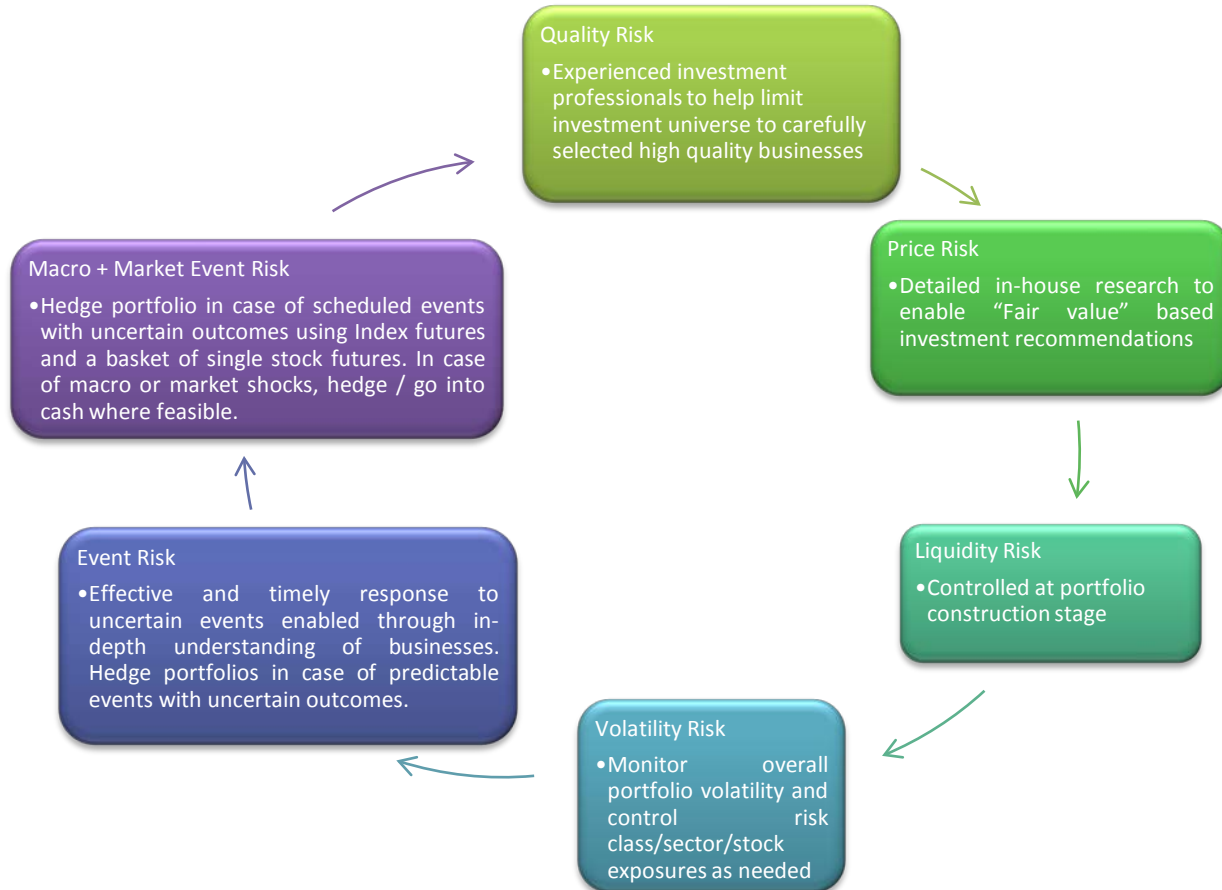 Quality Risk
•Experienced investment
professionals to help limit
investment universe to carefully
selected high quality businesses
Price Risk
•Detailed in-house research to
enable “Fair value” based
investment recommendations
Liquidity Risk
•Controlled at portfolio
construction stage
Volatility Risk
•Monitor overall
portfolio volatility and
control risk
class/sector/stock
exposures as needed
Event Risk
•Effective and timely response to
uncertain events enabled through in-
depth understanding of businesses.
Hedge portfolios in case of predictable
events with uncertain outcomes.
Macro + Market Event Risk
•Hedge portfolio in case of scheduled events
with uncertain outcomes using Index futures
and a basket of single stock futures. In case
of macro or market shocks, hedge / go into
cash where feasible.